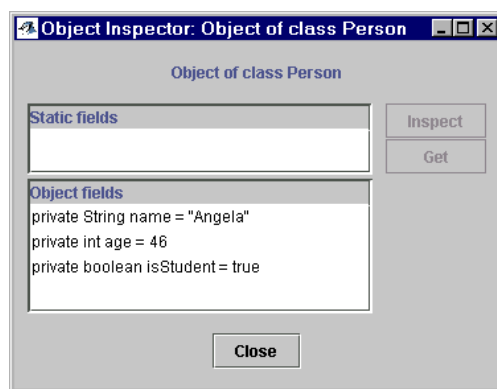 Object Inspector: Object of class Person
Object of class Person
Static fields
Inspect
Get
Object fields
private String name = "Angela"
private int age = 46
private boolean isStudent = true
Close